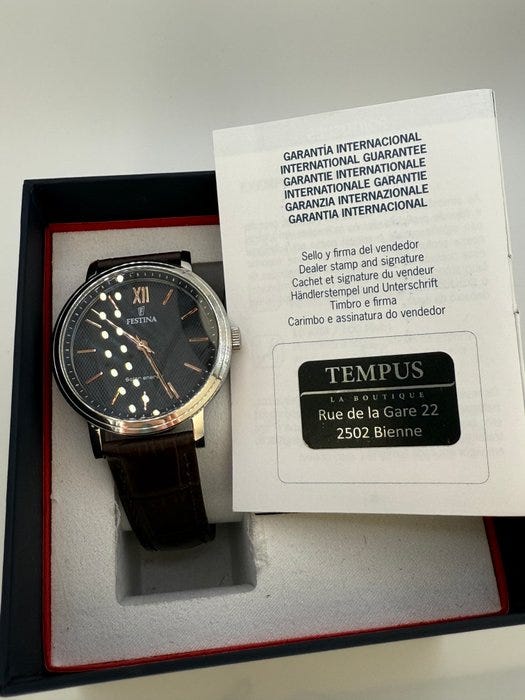 GARANTÍA INTERNACIONAL
INTERNATIONAL GUARANTEE
GARANTIE INTERNATIONALE
INTERNATIONALE GARANTIE
GARANZIA INTERNAZIONALE
GARANTIA INTERNACIONAL
Sello y firma del vendedor
Dealer stamp and signature
Cachet et signature du vendeur
Händlerstempel und Unterschrift
Timbro e firma
Carimbo e assinatura do vendedor
TEMPUS
LA BOUTIQUE
Rue de la Gare 22
2502 Bienne
XII
FESTINA